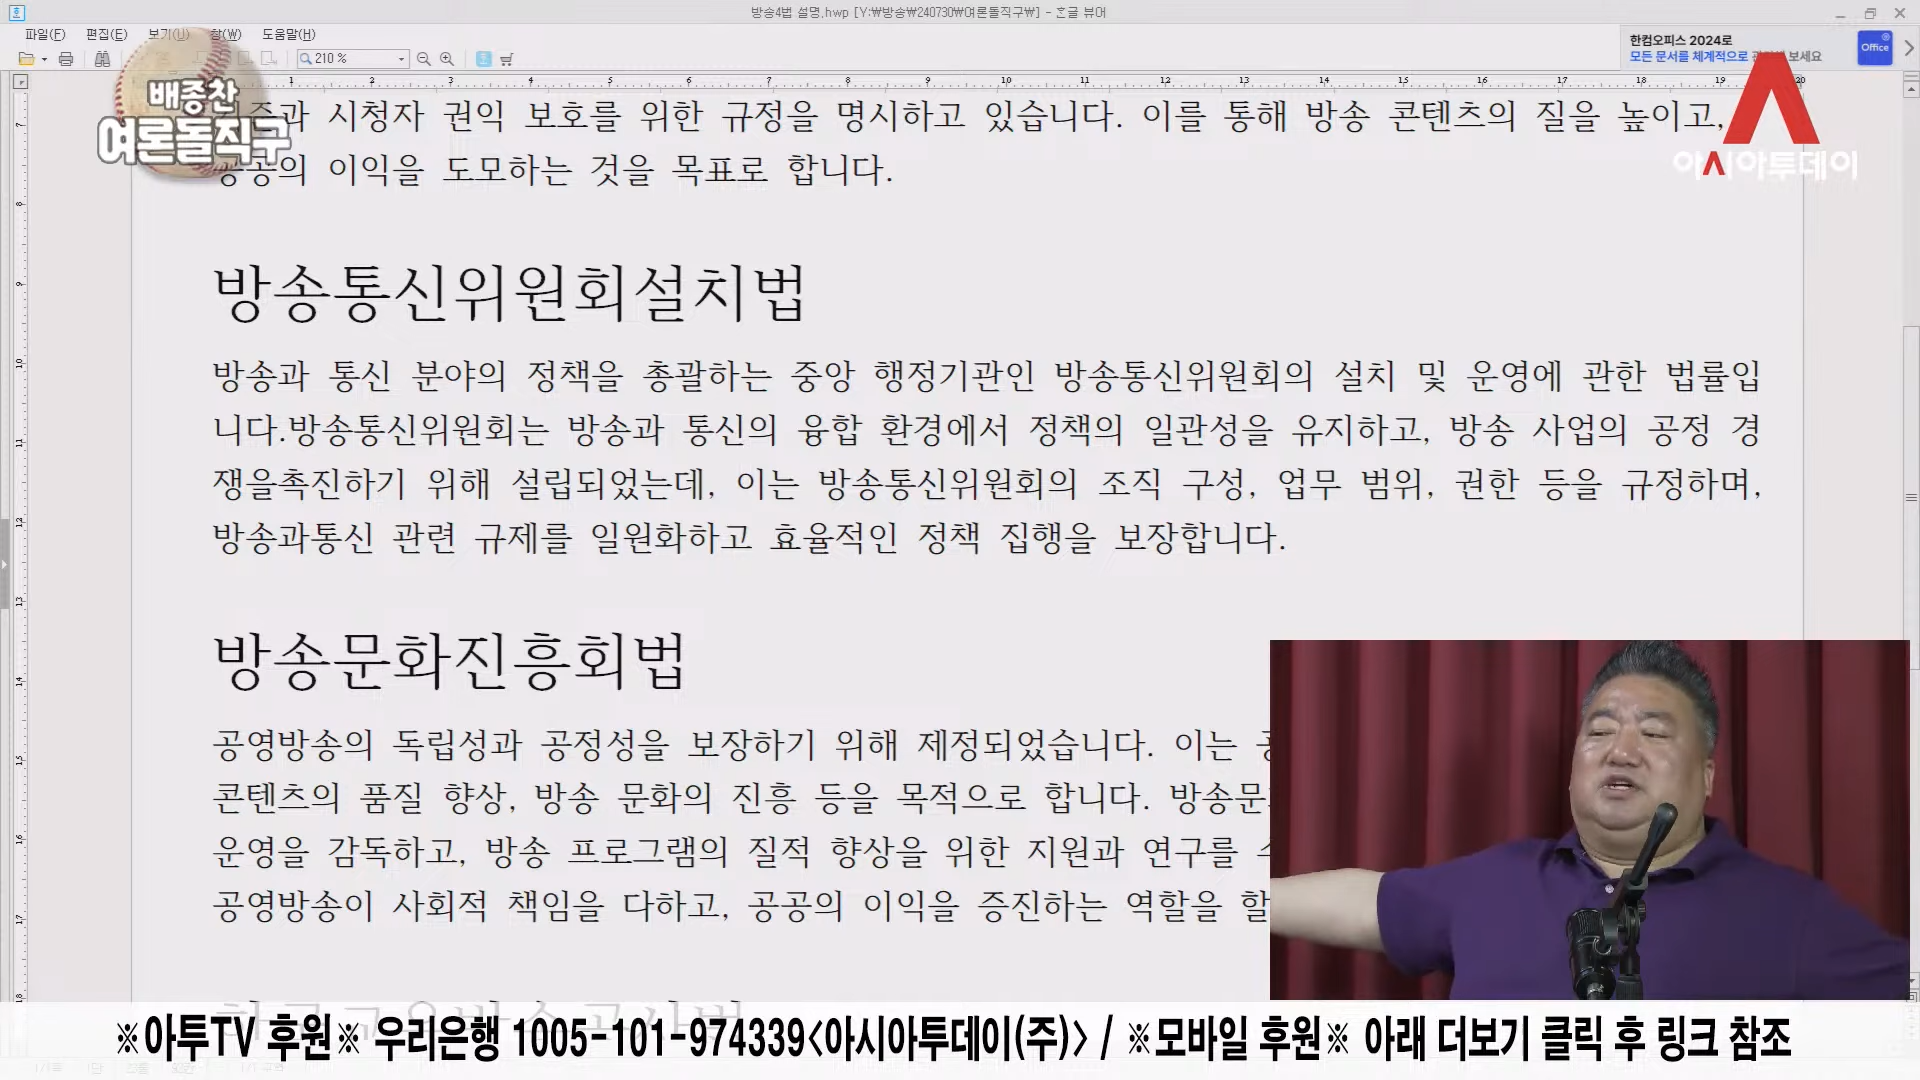 방송4법 설명.hwp [Y:₩방송₩240730₩여론돌직구₩] - 한글 뷰어
파일(F) 편집(E) 보기(U) 창(W) 도움말(H)
210 %
한컴오피스 2024로
모든 문서를 체계적으로 보세요
Office
배종찬
여론돌직구
아시아투데이
1 2 3 4 5 6 7 8 9 10 11 12 13 14 15 16 17 18 19 20
시청자 권익 보호를 위한 규정을 명시하고 있습니다. 이를 통해 방송 콘텐츠의 질을 높이고,
공공의 이익을 도모하는 것을 목표로 합니다.
방송통신위원회설치법
방송과 통신 분야의 정책을 총괄하는 중앙 행정기관인 방송통신위원회의 설치 및 운영에 관한 법률입
니다.방송통신위원회는 방송과 통신의 융합 환경에서 정책의 일관성을 유지하고, 방송 사업의 공정 경
쟁을촉진하기 위해 설립되었는데, 이는 방송통신위원회의 조직 구성, 업무 범위, 권한 등을 규정하며,
방송과통신 관련 규제를 일원화하고 효율적인 정책 집행을 보장합니다.
방송문화진흥회법
공영방송의 독립성과 공정성을 보장하기 위해 제정되었습니다. 이는
콘텐츠의 품질 향상, 방송 문화의 진흥 등을 목적으로 합니다. 방송문
운영을 감독하고, 방송 프로그램의 질적 향상을 위한 지원과 연구를
공영방송이 사회적 책임을 다하고, 공공의 이익을 증진하는 역할을 할
※아투TV 후원※ 우리은행 1005-101-974339<아시아투데이(주)> / ※모바일 후원※ 아래 더보기 클릭 후 링크 참조